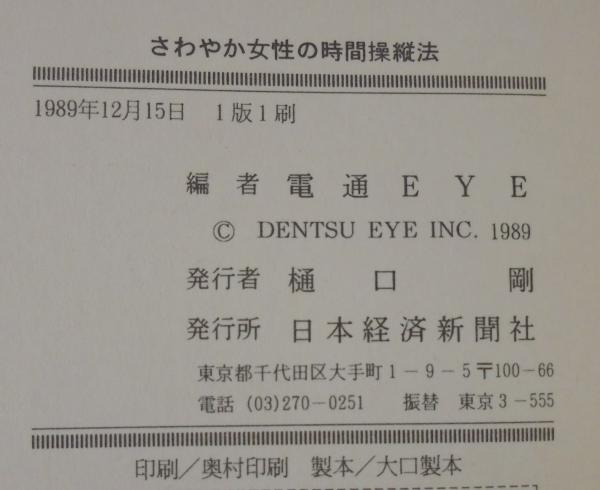 さわやか女性の時間操縦法
1989年12月15日　1版1刷
編　者　電　通　E　Y　E
© DENTSU EYE INC. 1989
発行者　樋　口　　剛
発行所　日本経済新聞社
東京都千代田区大手町1－9－5〒100－66
電話　(03)270－0251　振替　東京3－555
印刷／奥村印刷　製本／大口製本